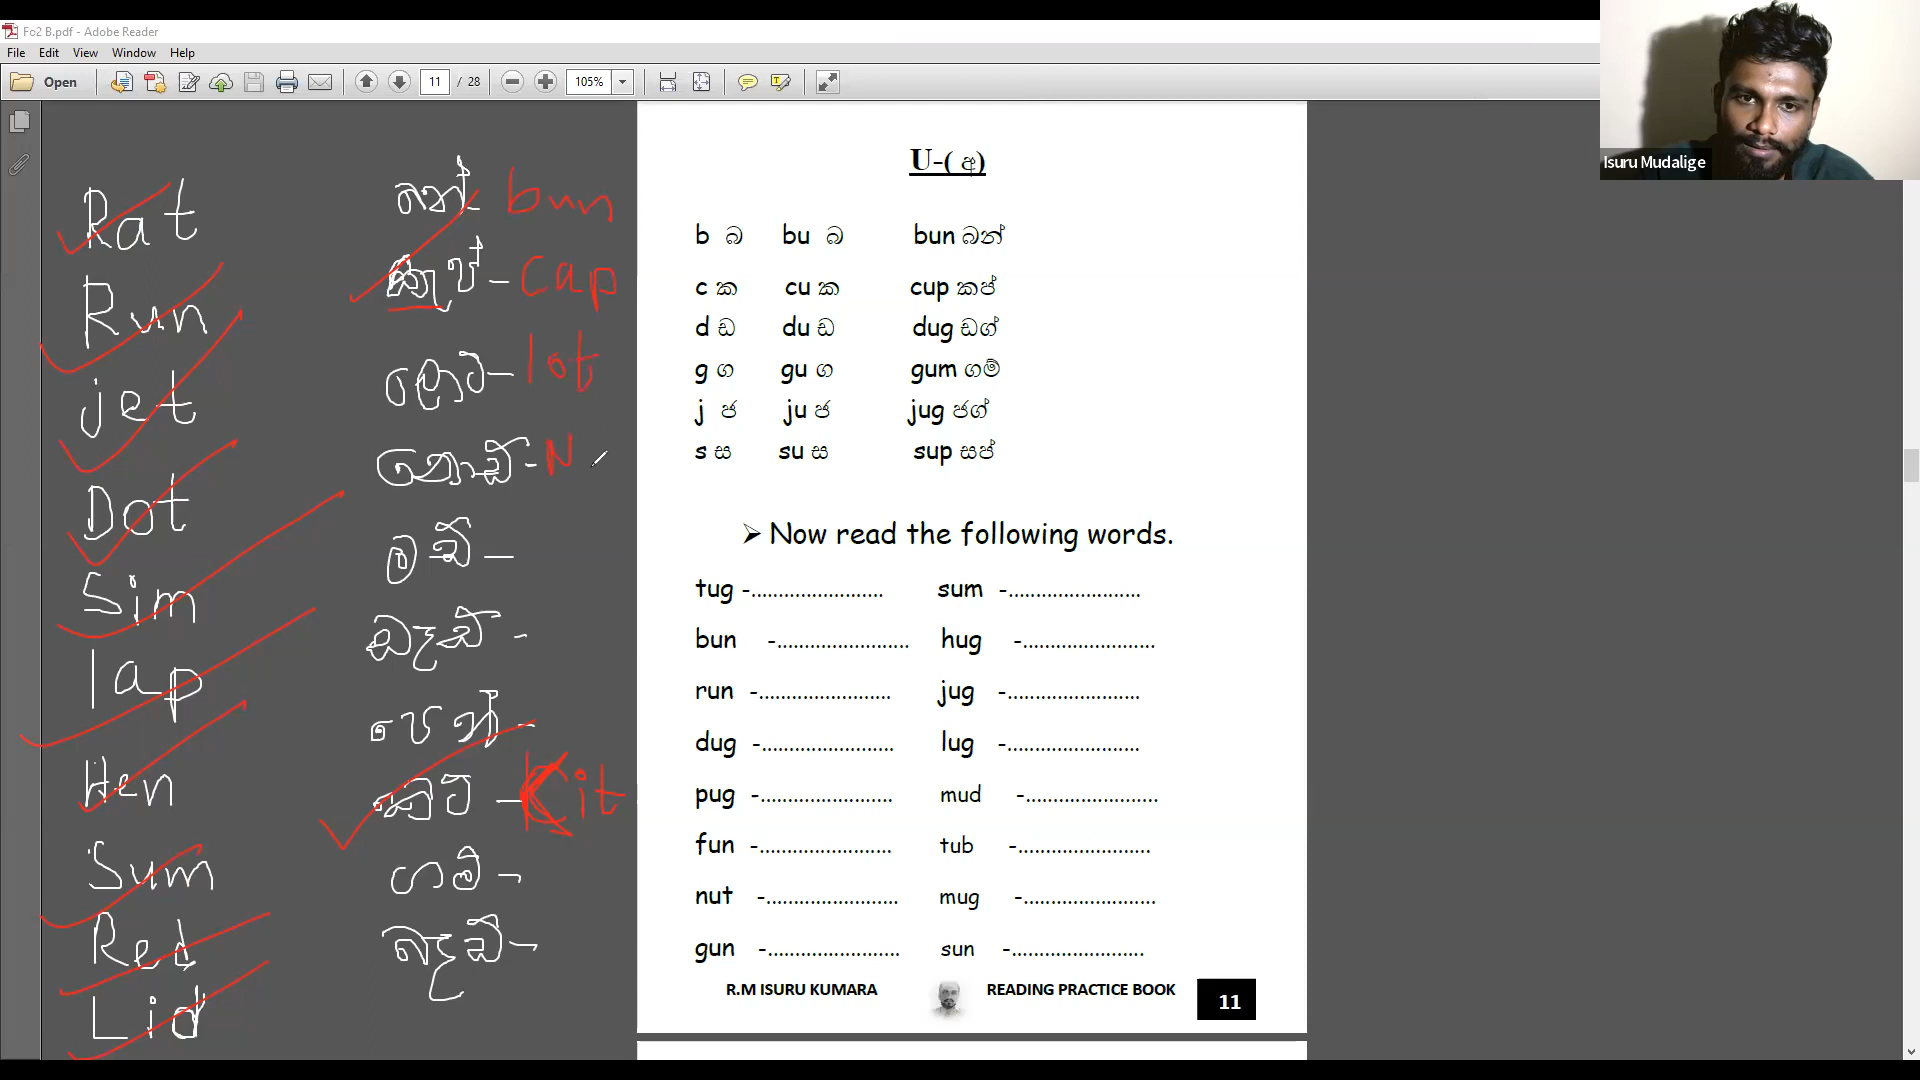 Fo2 B.pdf - Adobe Reader
File Edit View Window Help
Open 11 / 28 105%
Isuru Mudalige
Rat
Run
jet
Dot
Sim
lap
Hen
Sum
Red
Lid
බන් bun
කැප් - cap
ලොට් - lot
නොඩ් - N
මඩ් -
ඩෑඩ් -
පෙන් -
කිට් - Kit
ගම් -
බෑඩ් -
U-( අ)
b බ bu බ bun බන්
c ක cu ක cup කප්
d ඩ du ඩ dug ඩග්
g ග gu ග gum ගම්
j ජ ju ජ jug ජග්
s ස su ස sup සප්
➢ Now read the following words.
tug -........................ sum -........................
bun -........................ hug -........................
run -........................ jug -........................
dug -........................ lug -........................
pug -........................ mud -........................
fun -........................ tub -........................
nut -........................ mug -........................
gun -........................ sun -........................
R.M ISURU KUMARA READING PRACTICE BOOK 11